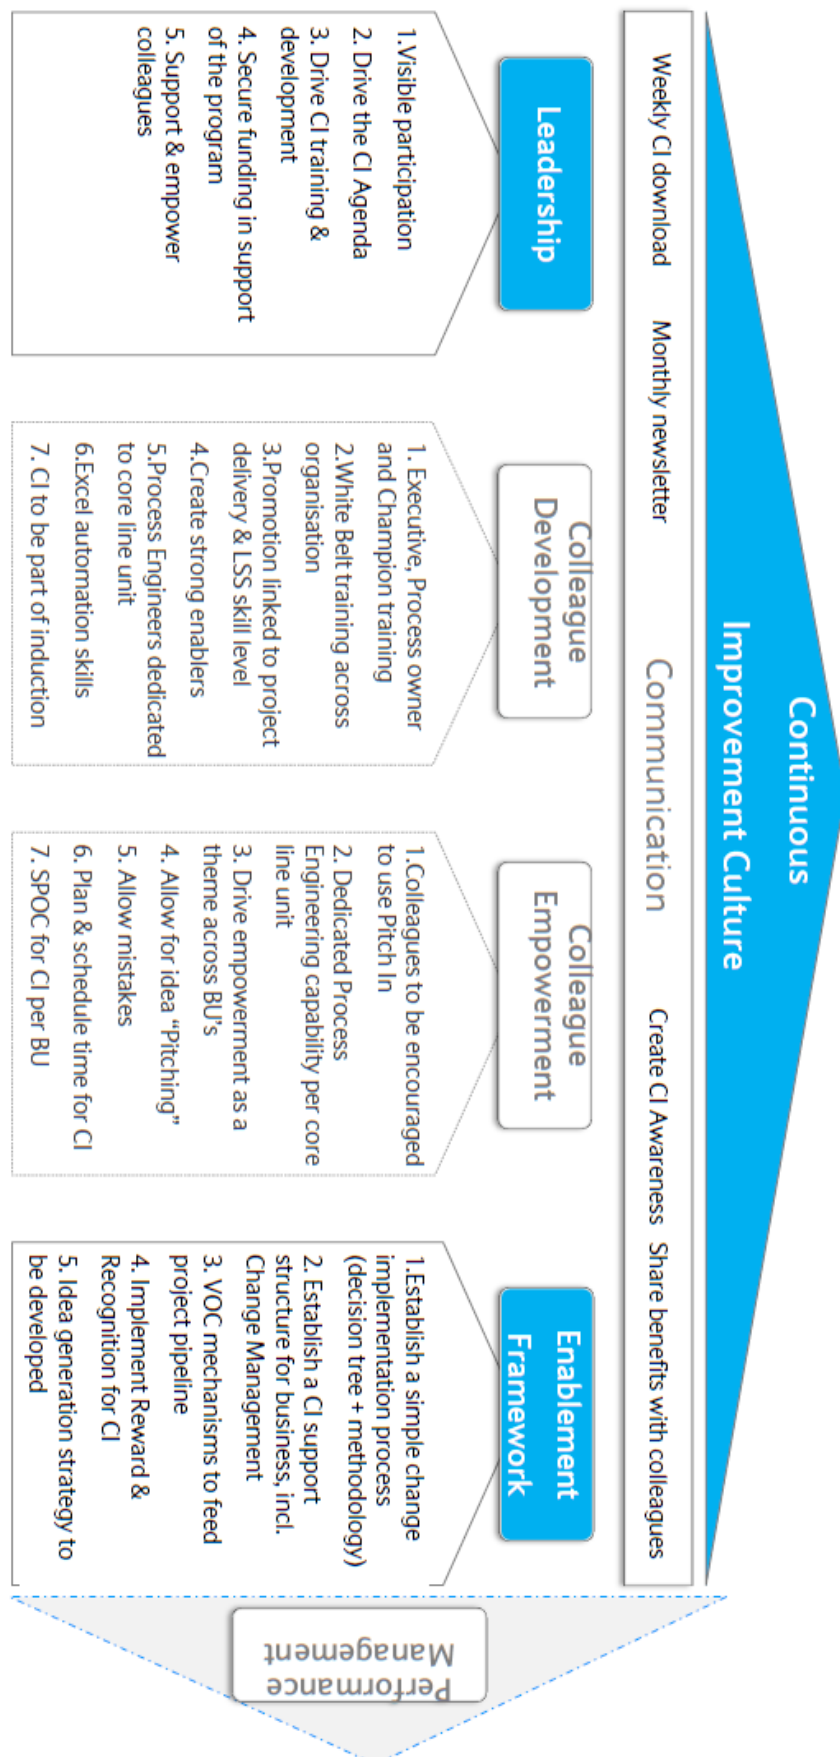 Continuous
Improvement Culture
Weekly CI download
Monthly newsletter
Communication
Create CI Awareness
Share benefits with colleagues
Leadership
1.Visible participation
2. Drive the CI Agenda
3. Drive CI training &
development
4. Secure funding in support
of the program
5. Support & empower
colleagues
Colleague
Development
1. Executive, Process owner
and Champion training
2.White Belt training across
organisation
3.Promotion linked to project
delivery & LSS skill level
4.Create strong enablers
5.Process Engineers dedicated
to core line unit
6.Excel automation skills
7. CI to be part of induction
Colleague
Empowerment
1.Colleagues to be encouraged
to use Pitch In
2. Dedicated Process
Engineering capability per core
line unit
3. Drive empowerment as a
theme across BU's
4. Allow for idea “Pitching”
5. Allow mistakes
6. Plan & schedule time for CI
7. SPOC for CI per BU
Enablement
Framework
1.Establish a simple change
implementation process
(decision tree + methodology)
2. Establish a CI support
structure for business, incl.
Change Management
3. VOC mechanisms to feed
project pipeline
4. Implement Reward &
Recognition for CI
5. Idea generation strategy to
be developed
Performance
Management